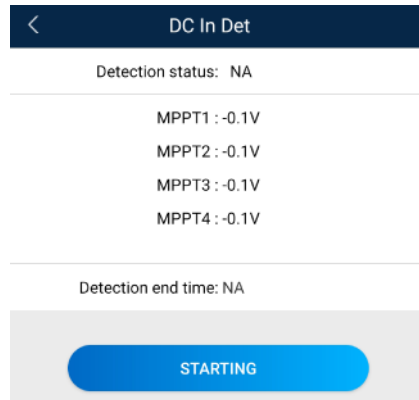 DC In Det
Detection status: NA
MPPT1 : -0.1V
MPPT2 : -0.1V
MPPT3 : -0.1V
MPPT4 : -0.1V
Detection end time: NA
STARTING